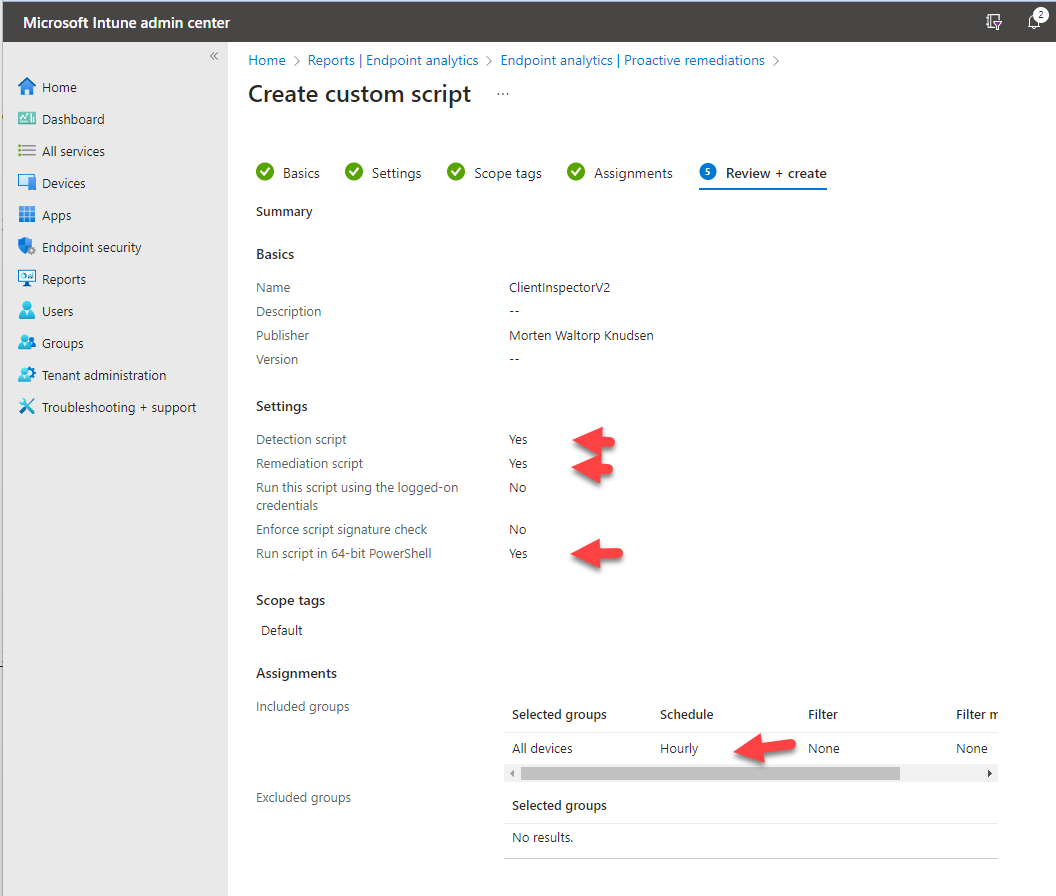 Microsoft Intune admin center
2
«
Home > Reports | Endpoint analytics > Endpoint analytics | Proactive remediations >
Create custom script ...
Home
Dashboard
All services
Devices
Apps
Endpoint security
Reports
Users
Groups
Tenant administration
Troubleshooting + support
Basics Settings Scope tags Assignments 5 Review + create
Summary
Basics
Name ClientInspectorV2
Description --
Publisher Morten Waltorp Knudsen
Version --
Settings
Detection script Yes
Remediation script Yes
Run this script using the logged-on No
credentials
Enforce script signature check No
Run script in 64-bit PowerShell Yes
Scope tags
Default
Assignments
Included groups
Selected groups Schedule Filter Filter m
All devices Hourly None None
Excluded groups
Selected groups
No results.